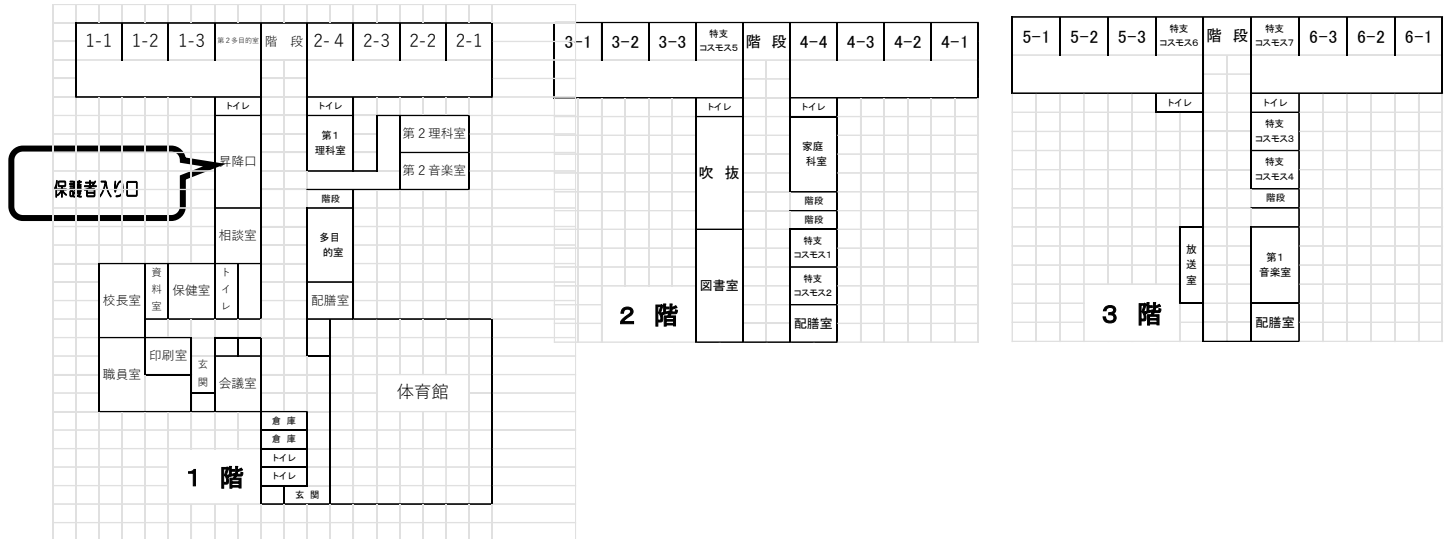 1-1 1-2 1-3 第2多目的室 階 段 2-4 2-3 2-2 2-1
トイレ トイレ
第1
理科室
第2理科室
昇降口
第2音楽室
保護者入り口
階段
相談室
多目
的室
校長室
資料室
保健室
トイレ
配膳室
印刷室
玄関
職員室
会議室
体育館
倉 庫
倉 庫
トイレ
トイレ
玄 関
1 階
3-1 3-2 3-3 特支
コスモス5
階 段 4-4 4-3 4-2 4-1
トイレ トイレ
家庭
科室
吹 抜
階段
階段
特支
コスモス1
図書室
特支
コスモス2
配膳室
2 階
5-1 5-2 5-3 特支
コスモス6
階 段
特支
コスモス7
6-3 6-2 6-1
トイレ トイレ
特支
コスモス3
特支
コスモス4
階段
放送室
第1
音楽室
配膳室
3 階